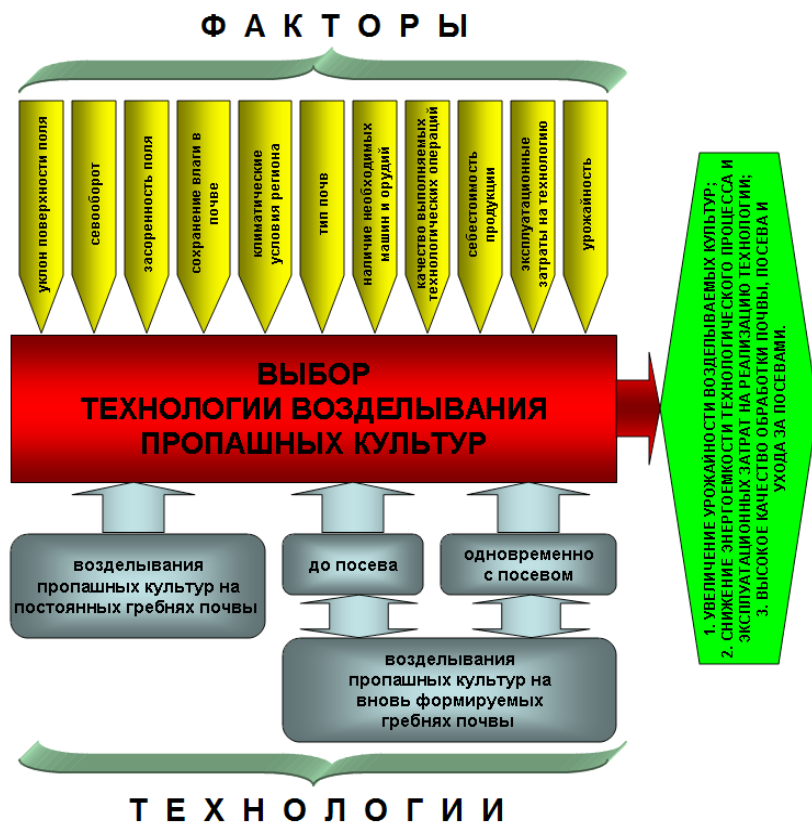 ФАКТОРЫ
уклон поверхности поля
севооборот
засоренность поля
сохранение влаги в
почве
климатические
условия региона
тип почв
наличие необходимых
машин и орудий
качество выполняемых
технологических операций
себестоимость
продукции
эксплуатационные
затраты на технологию
урожайность
ВЫБОР
ТЕХНОЛОГИИ ВОЗДЕЛЫВАНИЯ
ПРОПАШНЫХ КУЛЬТУР
1. УВЕЛИЧЕНИЕ УРОЖАЙНОСТИ ВОЗДЕЛЫВАЕМЫХ КУЛЬТУР;
2. СНИЖЕНИЕ ЭНЕРГОЕМКОСТИ ТЕХНОЛОГИЧЕСКОГО ПРОЦЕССА И
ЭКСПЛУАТАЦИОННЫХ ЗАТРАТ НА РЕАЛИЗАЦИЮ ТЕХНОЛОГИИ;
3. ВЫСОКОЕ КАЧЕСТВО ОБРАБОТКИ ПОЧВЫ, ПОСЕВА И
УХОДА ЗА ПОСЕВАМИ.
возделывания
пропашных культур на
постоянных гребнях почвы
до посева
одновременно
с посевом
возделывания
пропашных культур на
вновь формируемых
гребнях почвы
ТЕХНОЛОГИИ